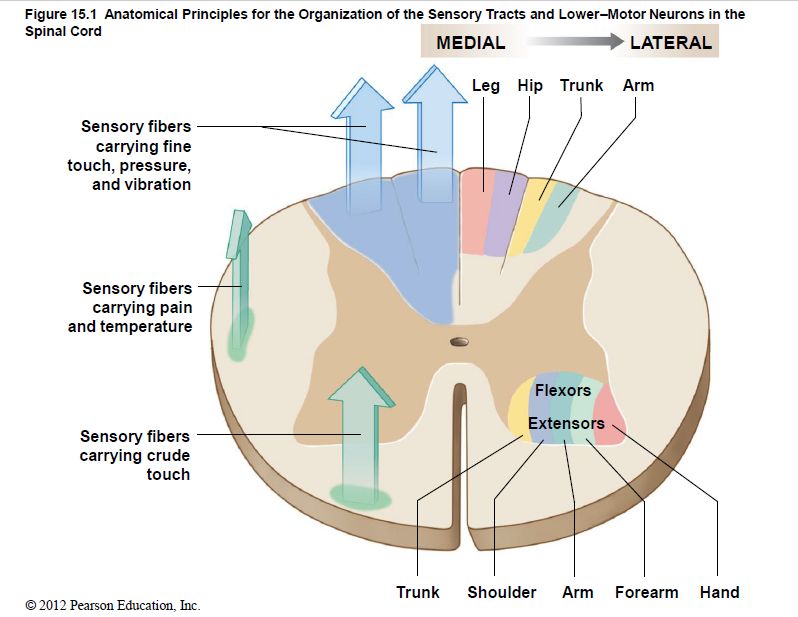 Figure 15.1 Anatomical Principles for the Organization of the Sensory Tracts and Lower–Motor Neurons in the
Spinal Cord
MEDIAL
LATERAL
Leg
Hip
Trunk
Arm
Sensory fibers
carrying fine
touch, pressure,
and vibration
Sensory fibers
carrying pain
and temperature
Sensory fibers
carrying crude
touch
Flexors
Extensors
Trunk
Shoulder
Arm
Forearm
Hand
© 2012 Pearson Education, Inc.